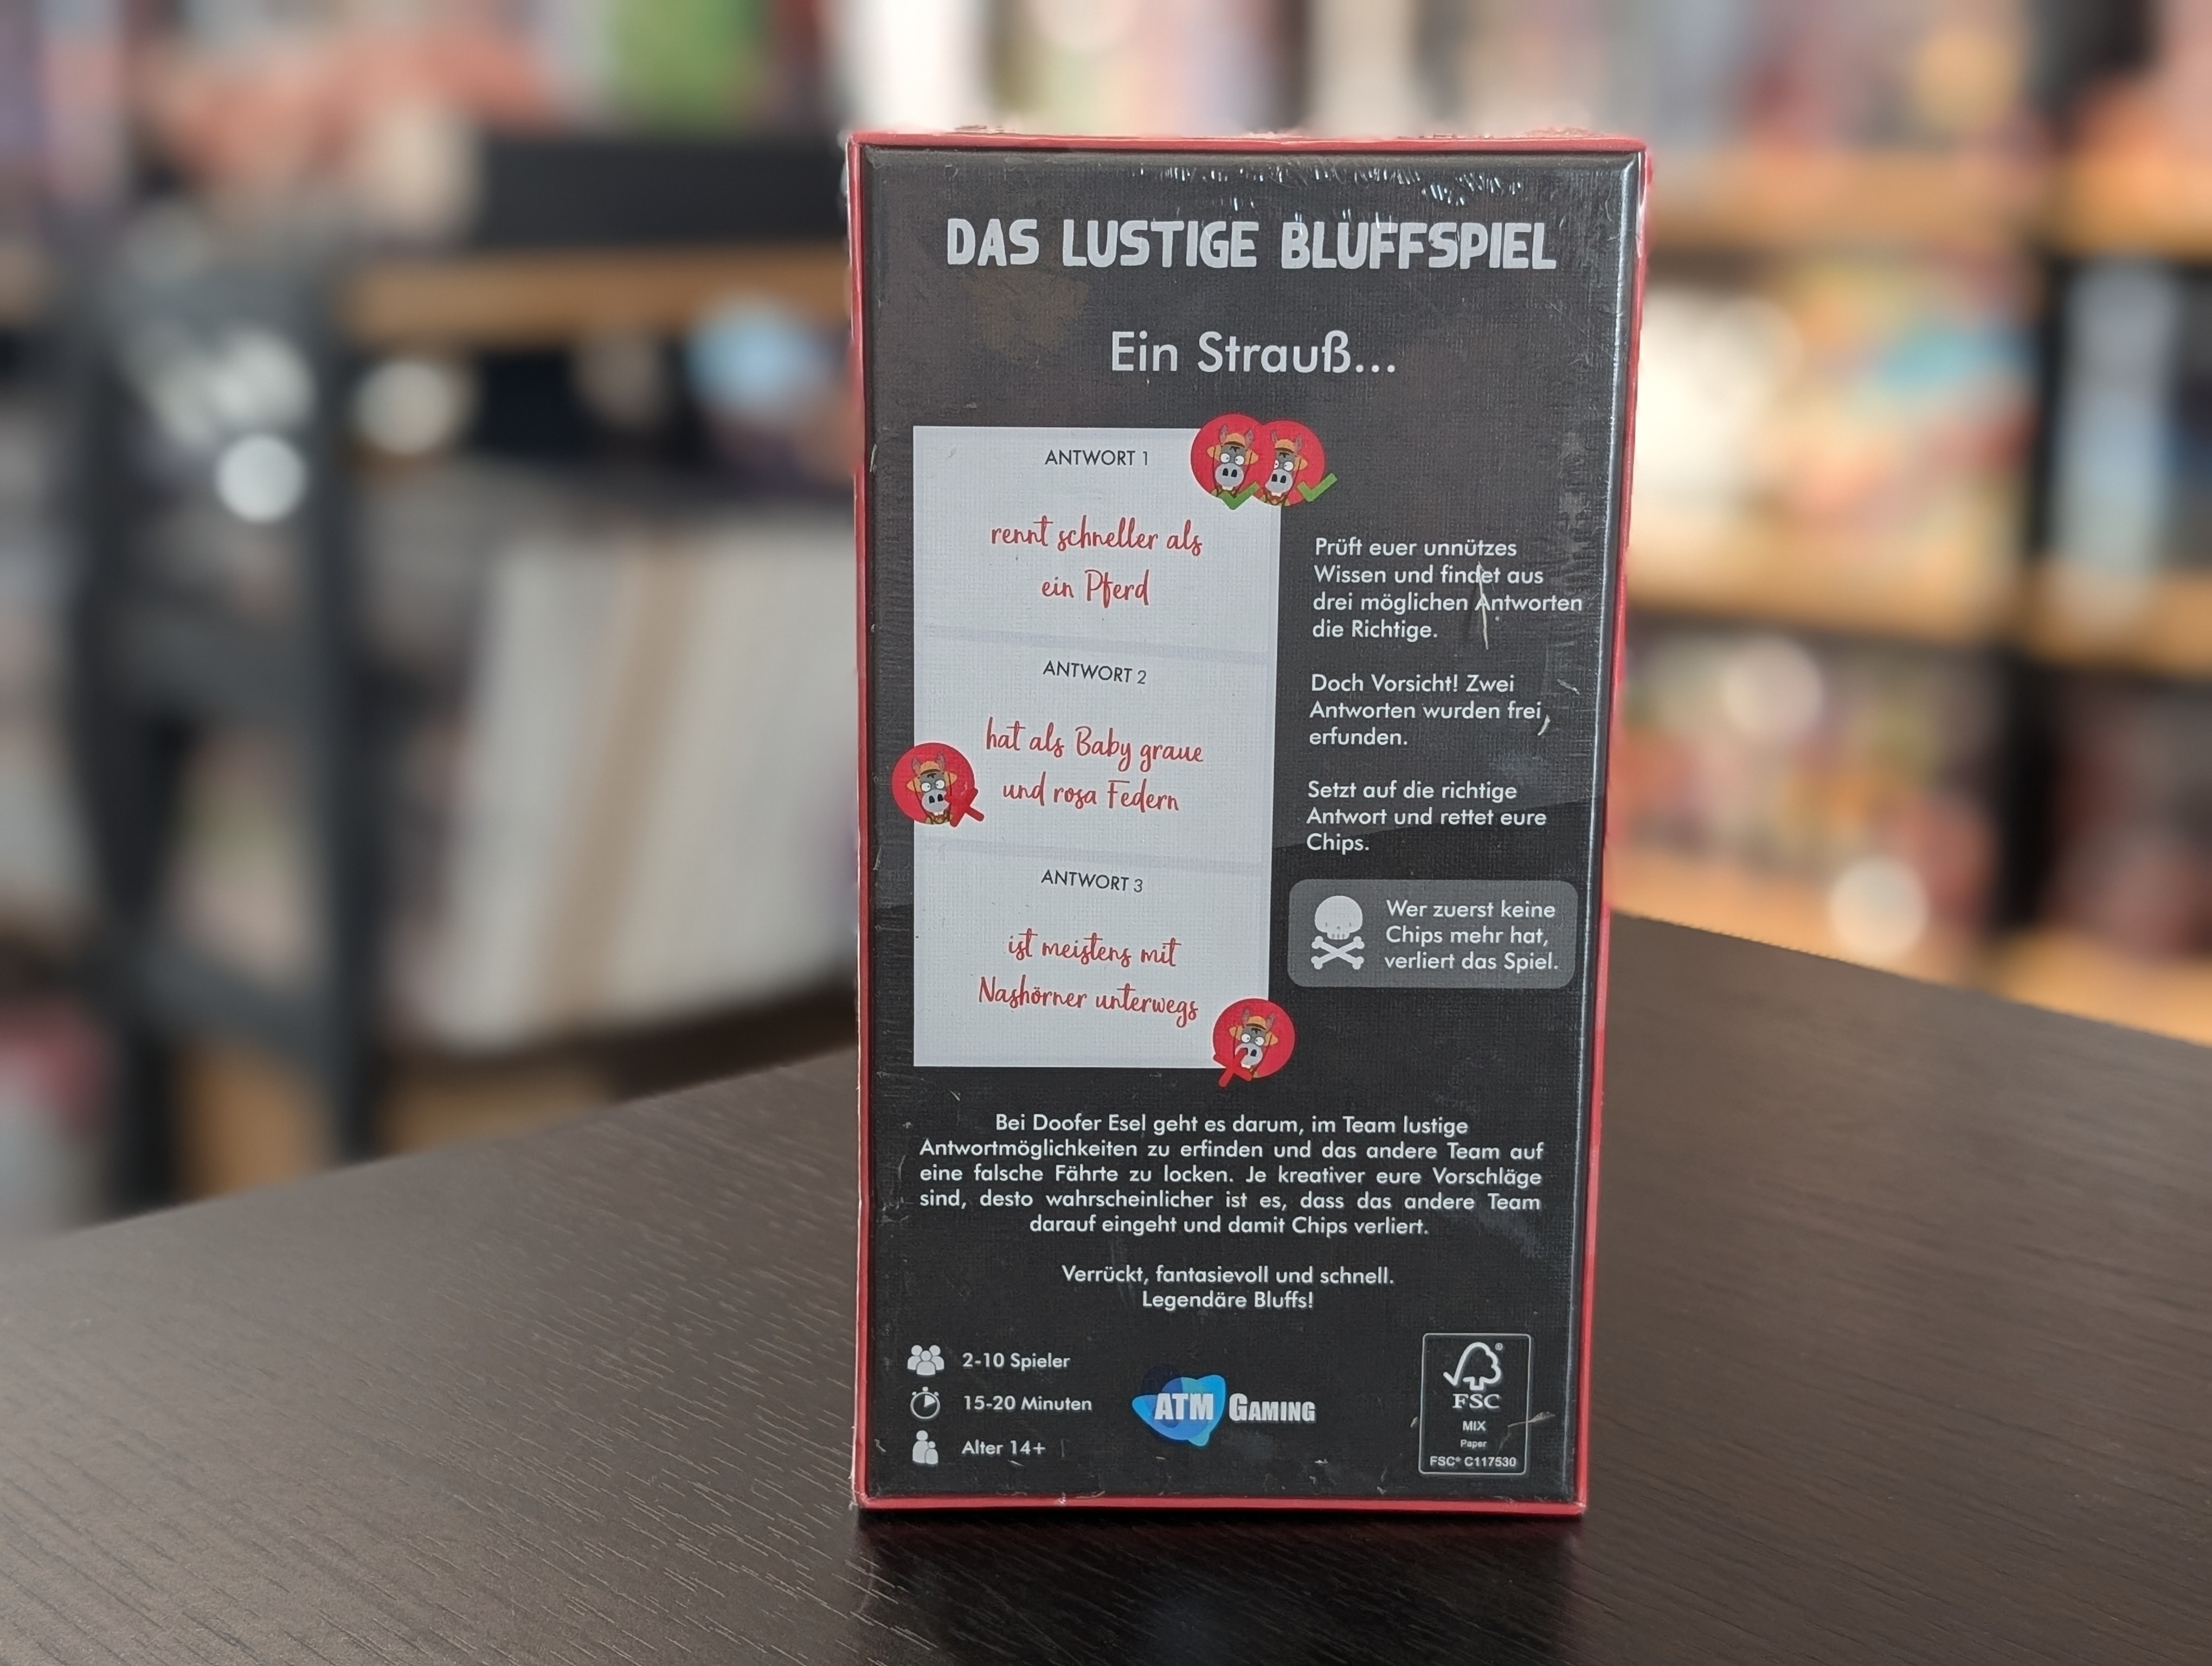 DAS LUSTIGE BLUFFSPIEL
Ein Strauß...
ANTWORT 1
rennt schneller als
ein Pferd
ANTWORT 2
hat als Baby graue
und rosa Federn
ANTWORT 3
ist meistens mit
Nashörner unterwegs
Prüft euer unnützes
Wissen und findet aus
drei möglichen Antworten
die Richtige.
Doch Vorsicht! Zwei
Antworten wurden frei
erfunden.
Setzt auf die richtige
Antwort und rettet eure
Chips.
Wer zuerst keine
Chips mehr hat,
verliert das Spiel.
Bei Doofer Esel geht es darum, im Team lustige
Antwortmöglichkeiten zu erfinden und das andere Team auf
eine falsche Fährte zu locken. Je kreativer eure Vorschläge
sind, desto wahrscheinlicher ist es, dass das andere Team
darauf eingeht und damit Chips verliert.
Verrückt, fantasievoll und schnell.
Legendäre Bluffs!
2-10 Spieler
15-20 Minuten
Alter 14+
ATM GAMING
®
FSC
MIX
Paper
FSC® C117530